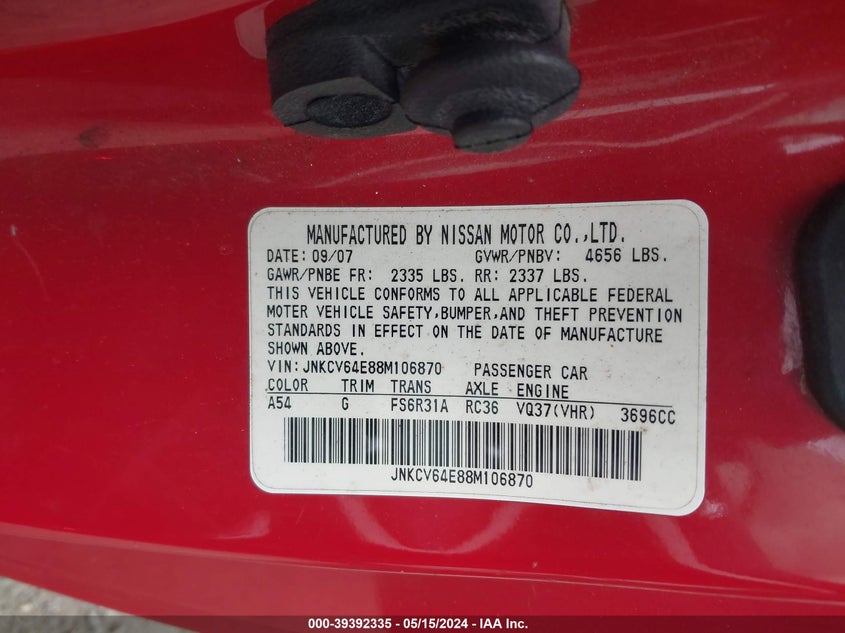 MANUFACTURED BY NISSAN MOTOR CO.,LTD.
DATE: 09/07 GVWR/PNBV: 4656 LBS.
GAWR/PNBE FR: 2335 LBS. RR: 2337 LBS.
THIS VEHICLE CONFORMS TO ALL APPLICABLE FEDERAL
MOTER VEHICLE SAFETY,BUMPER,AND THEFT PREVENTION
STANDARDS IN EFFECT ON THE DATE OF MANUFACTURE
SHOWN ABOVE.
VIN:JNKCV64E88M106870 PASSENGER CAR
COLOR TRIM TRANS AXLE ENGINE
A54 G FS6R31A RC36 VQ37(VHR) 3696CC
JNKCV64E88M106870
000-39392335 - 05/15/2024 - IAA Inc.